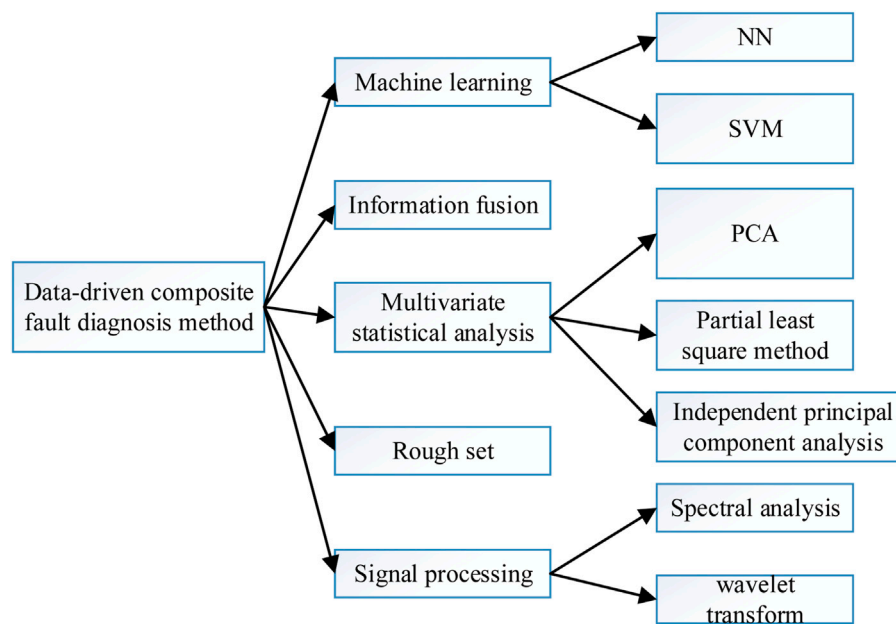 Data-driven composite
fault diagnosis method
Machine learning
Information fusion
Multivariate
statistical analysis
Rough set
Signal processing
NN
SVM
PCA
Partial least
square method
Independent principal
component analysis
Spectral analysis
wavelet
transform